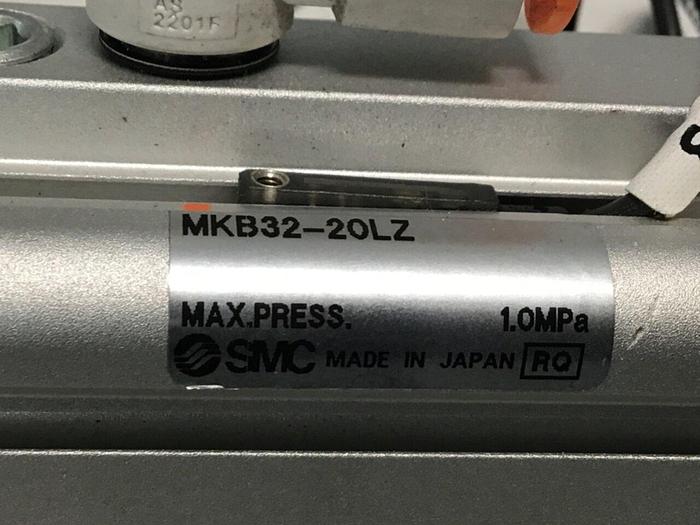 AS
2201F
MKB32-20LZ
MAX.PRESS. 1.0MPa
SMC MADE IN JAPAN RQ